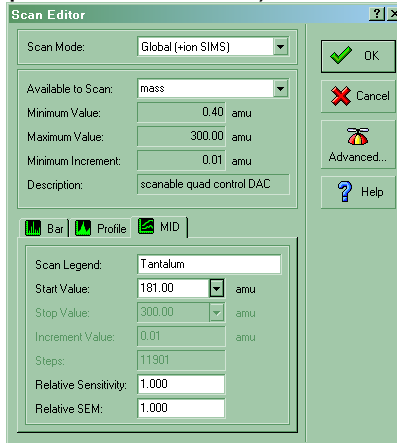 Scan Editor
Scan Mode: Global (+ion SIMS)
OK
Available to Scan: mass
Cancel
Minimum Value: 0.40 amu
Maximum Value: 300.00 amu
Minimum Increment: 0.01 amu
Advanced...
Description: scanable quad control DAC
Help
Bar Profile MID
Scan Legend: Tantalum
Start Value: 181.00 amu
Stop Value: 300.00 amu
Increment Value: 0.01 amu
Steps: 11901
Relative Sensitivity: 1.000
Relative SEM: 1.000